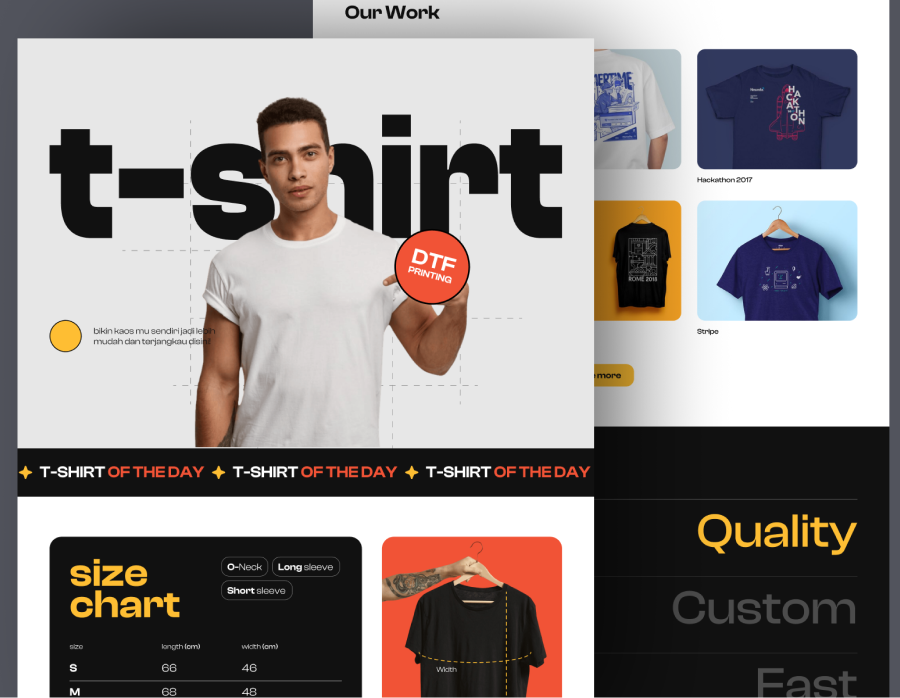 Our Work
t-shirt
DTF
PRINTING
bikin kaos mu sendiri jadi lebih
mudah dan terjangkau disini
T-SHIRT OF THE DAY T-SHIRT OF THE DAY T-SHIRT OF THE DAY
size
chart
O-Neck Long sleeve
Short sleeve
size length (cm) width (cm)
S 66 46
M 68 48
Width
HACKATHON
Hackathon 2017
ROME 2018
Stripe
more
Quality
Custom
Fast